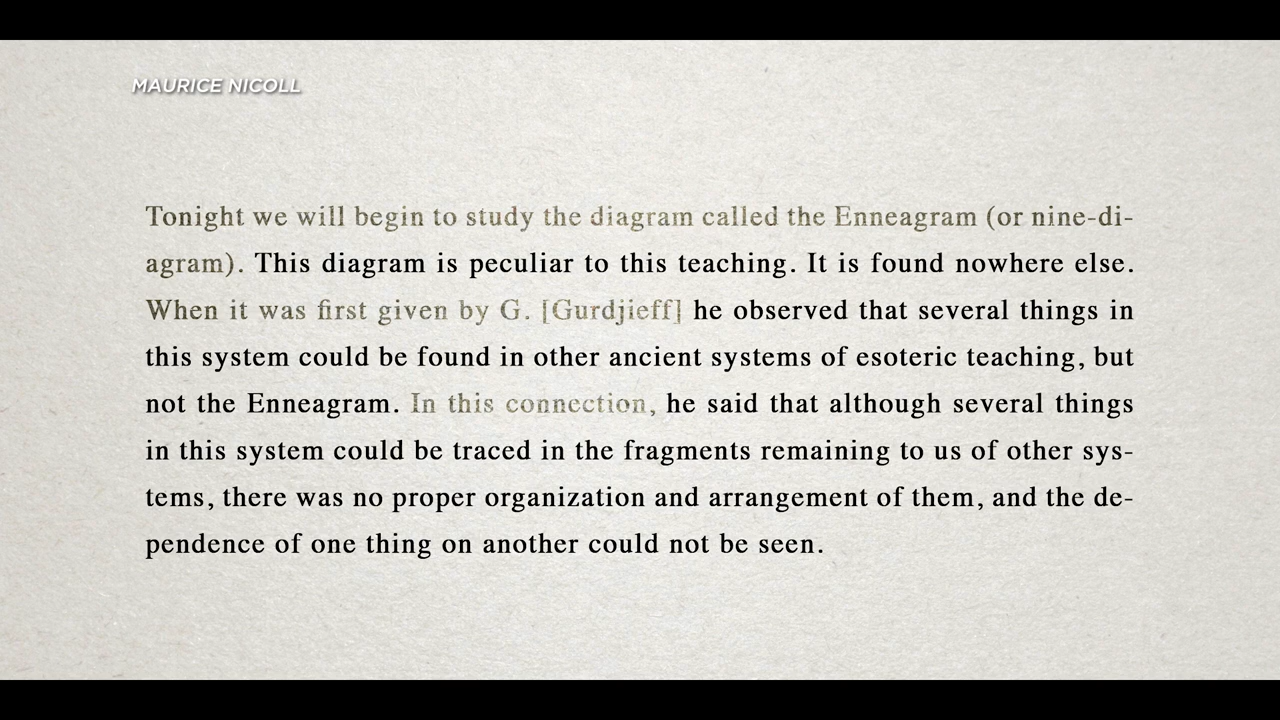 MAURICE NICOLL
Tonight we will begin to study the diagram called the Enneagram (or nine-di-
agram). This diagram is peculiar to this teaching. It is found nowhere else.
When it was first given by G. [Gurdjieff] he observed that several things in
this system could be found in other ancient systems of esoteric teaching, but
not the Enneagram. In this connection, he said that although several things
in this system could be traced in the fragments remaining to us of other sys-
tems, there was no proper organization and arrangement of them, and the de-
pendence of one thing on another could not be seen.